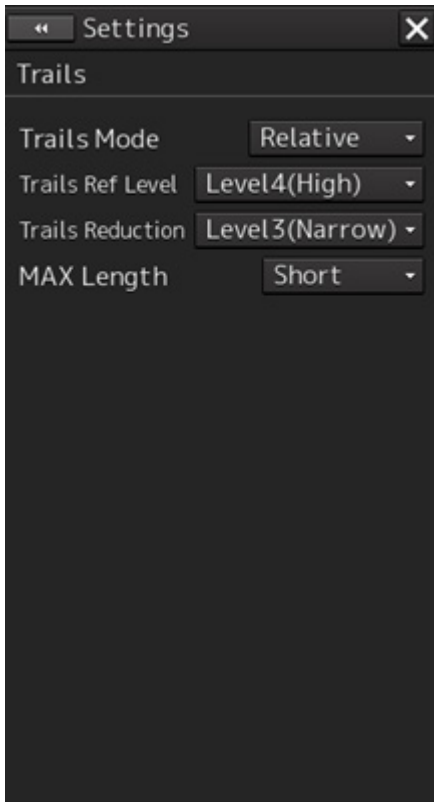 Settings
Trails
Trails Mode Relative
Trails Ref Level Level4(High)
Trails Reduction Level3(Narrow)
MAX Length Short